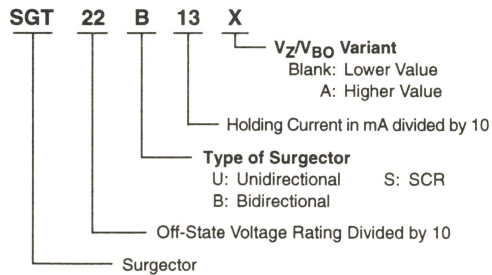 SGT 22 B 13 X
VZ/VBO Variant
Blank: Lower Value
A: Higher Value
Holding Current in mA divided by 10
Type of Surgector
U: Unidirectional S: SCR
B: Bidirectional
Off-State Voltage Rating Divided by 10
Surgector